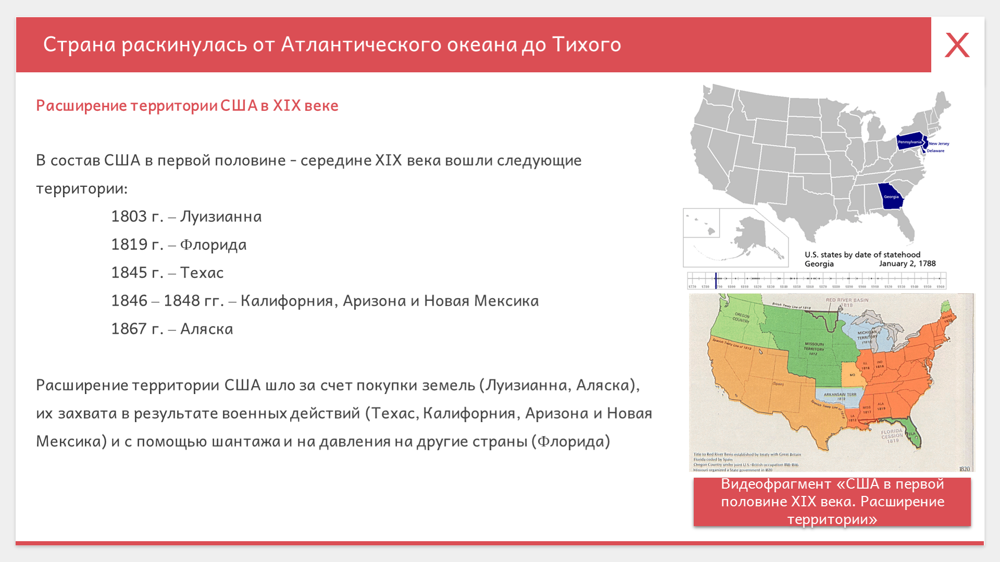 Страна раскинулась от Атлантического океана до Тихого
X
Расширение территории США в XIX веке
В состав США в первой половине - середине XIX века вошли следующие
территории:
1803 г. – Луизианна
1819 г. – Флорида
1845 г. – Техас
1846 – 1848 гг. – Калифорния, Аризона и Новая Мексика
1867 г. – Аляска
Расширение территории США шло за счет покупки земель (Луизианна, Аляска),
их захвата в результате военных действий (Техас, Калифорния, Аризона и Новая
Мексика) и с помощью шантажа и на давления на другие страны (Флорида)
Pennsylvania
New Jersey
Delaware
Georgia
U.S. states by date of statehood
Georgia January 2, 1788
1770 1780 1790 1800 1810 1820 1830 1840 1850 1860 1870 1880 1890 1900 1910 1920 1930 1940 1950 1960
RED RIVER BASIN
1818
British Treaty Line of 1818
OREGON
COUNTRY
MAINE
1820
MICHIGAN
TERRITORY
(1818)
Spanish Treaty Line of 1819
MISSOURI
TERRITORY
1812
ILL
1818
IND
1816
MO
(Spain)
ARKANSAW TERR
1819
Spanish Treaty Line of 1819
MISS
1817
ALA
1819
LA
1812
FLORIDA
CESSION
1819
FLA
Title to Red River Basin established by treaty with Great Britain
Florida ceded by Spain
Oregon Country under joint U.S.-British occupation 1818-1846
Missouri organized a State government in 1820
1820
Видеофрагмент «США в первой
половине XIX века. Расширение
территории»